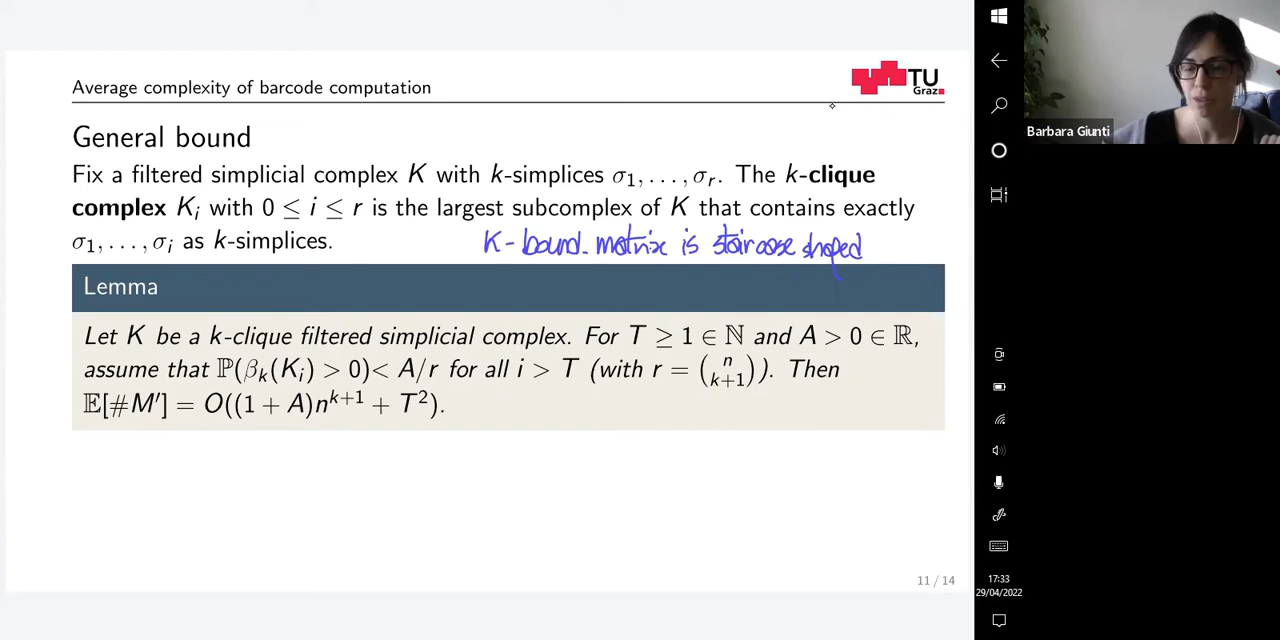 Average complexity of barcode computation
TU
Graz
General bound
Fix a filtered simplicial complex K with k-simplices σ₁, . . . , σᵣ. The k-clique
complex Kᵢ with 0 ≤ i ≤ r is the largest subcomplex of K that contains exactly
σ₁, . . . , σᵢ as k-simplices.
K-bound. matrix is staircase shaped
Lemma
Let K be a k-clique filtered simplicial complex. For T ≥ 1 ∈ ℕ and A > 0 ∈ ℝ,
assume that ℙ(βₖ(Kᵢ) > 0)< A/r for all i > T (with r = (n k+1)). Then
𝔼[#M′] = O((1 + A)nᵏ⁺¹ + T²).
11 / 14
Barbara Giunti
17:33
29/04/2022